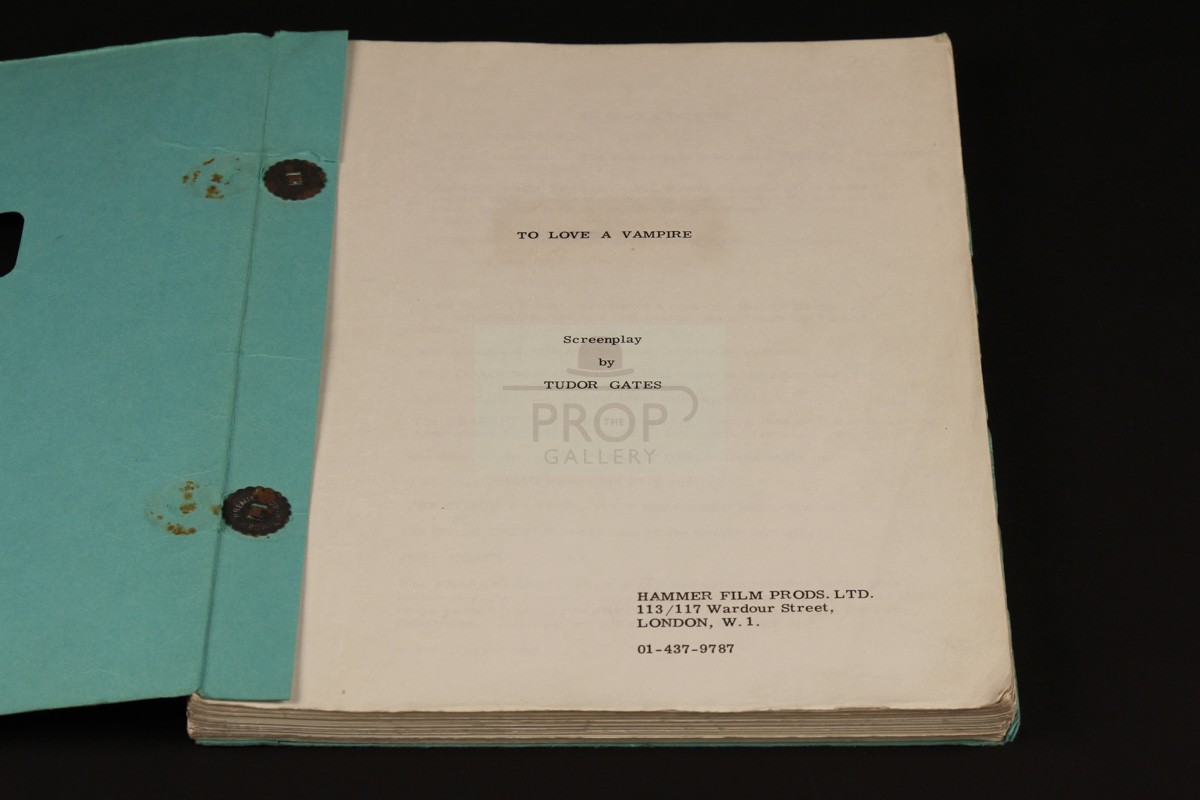 TO LOVE A VAMPIRE
Screenplay
by
TUDOR GATES
THE
PROP
GALLERY
HAMMER FILM PRODS. LTD.
113/117 Wardour Street,
LONDON, W.1.
01-437-9787